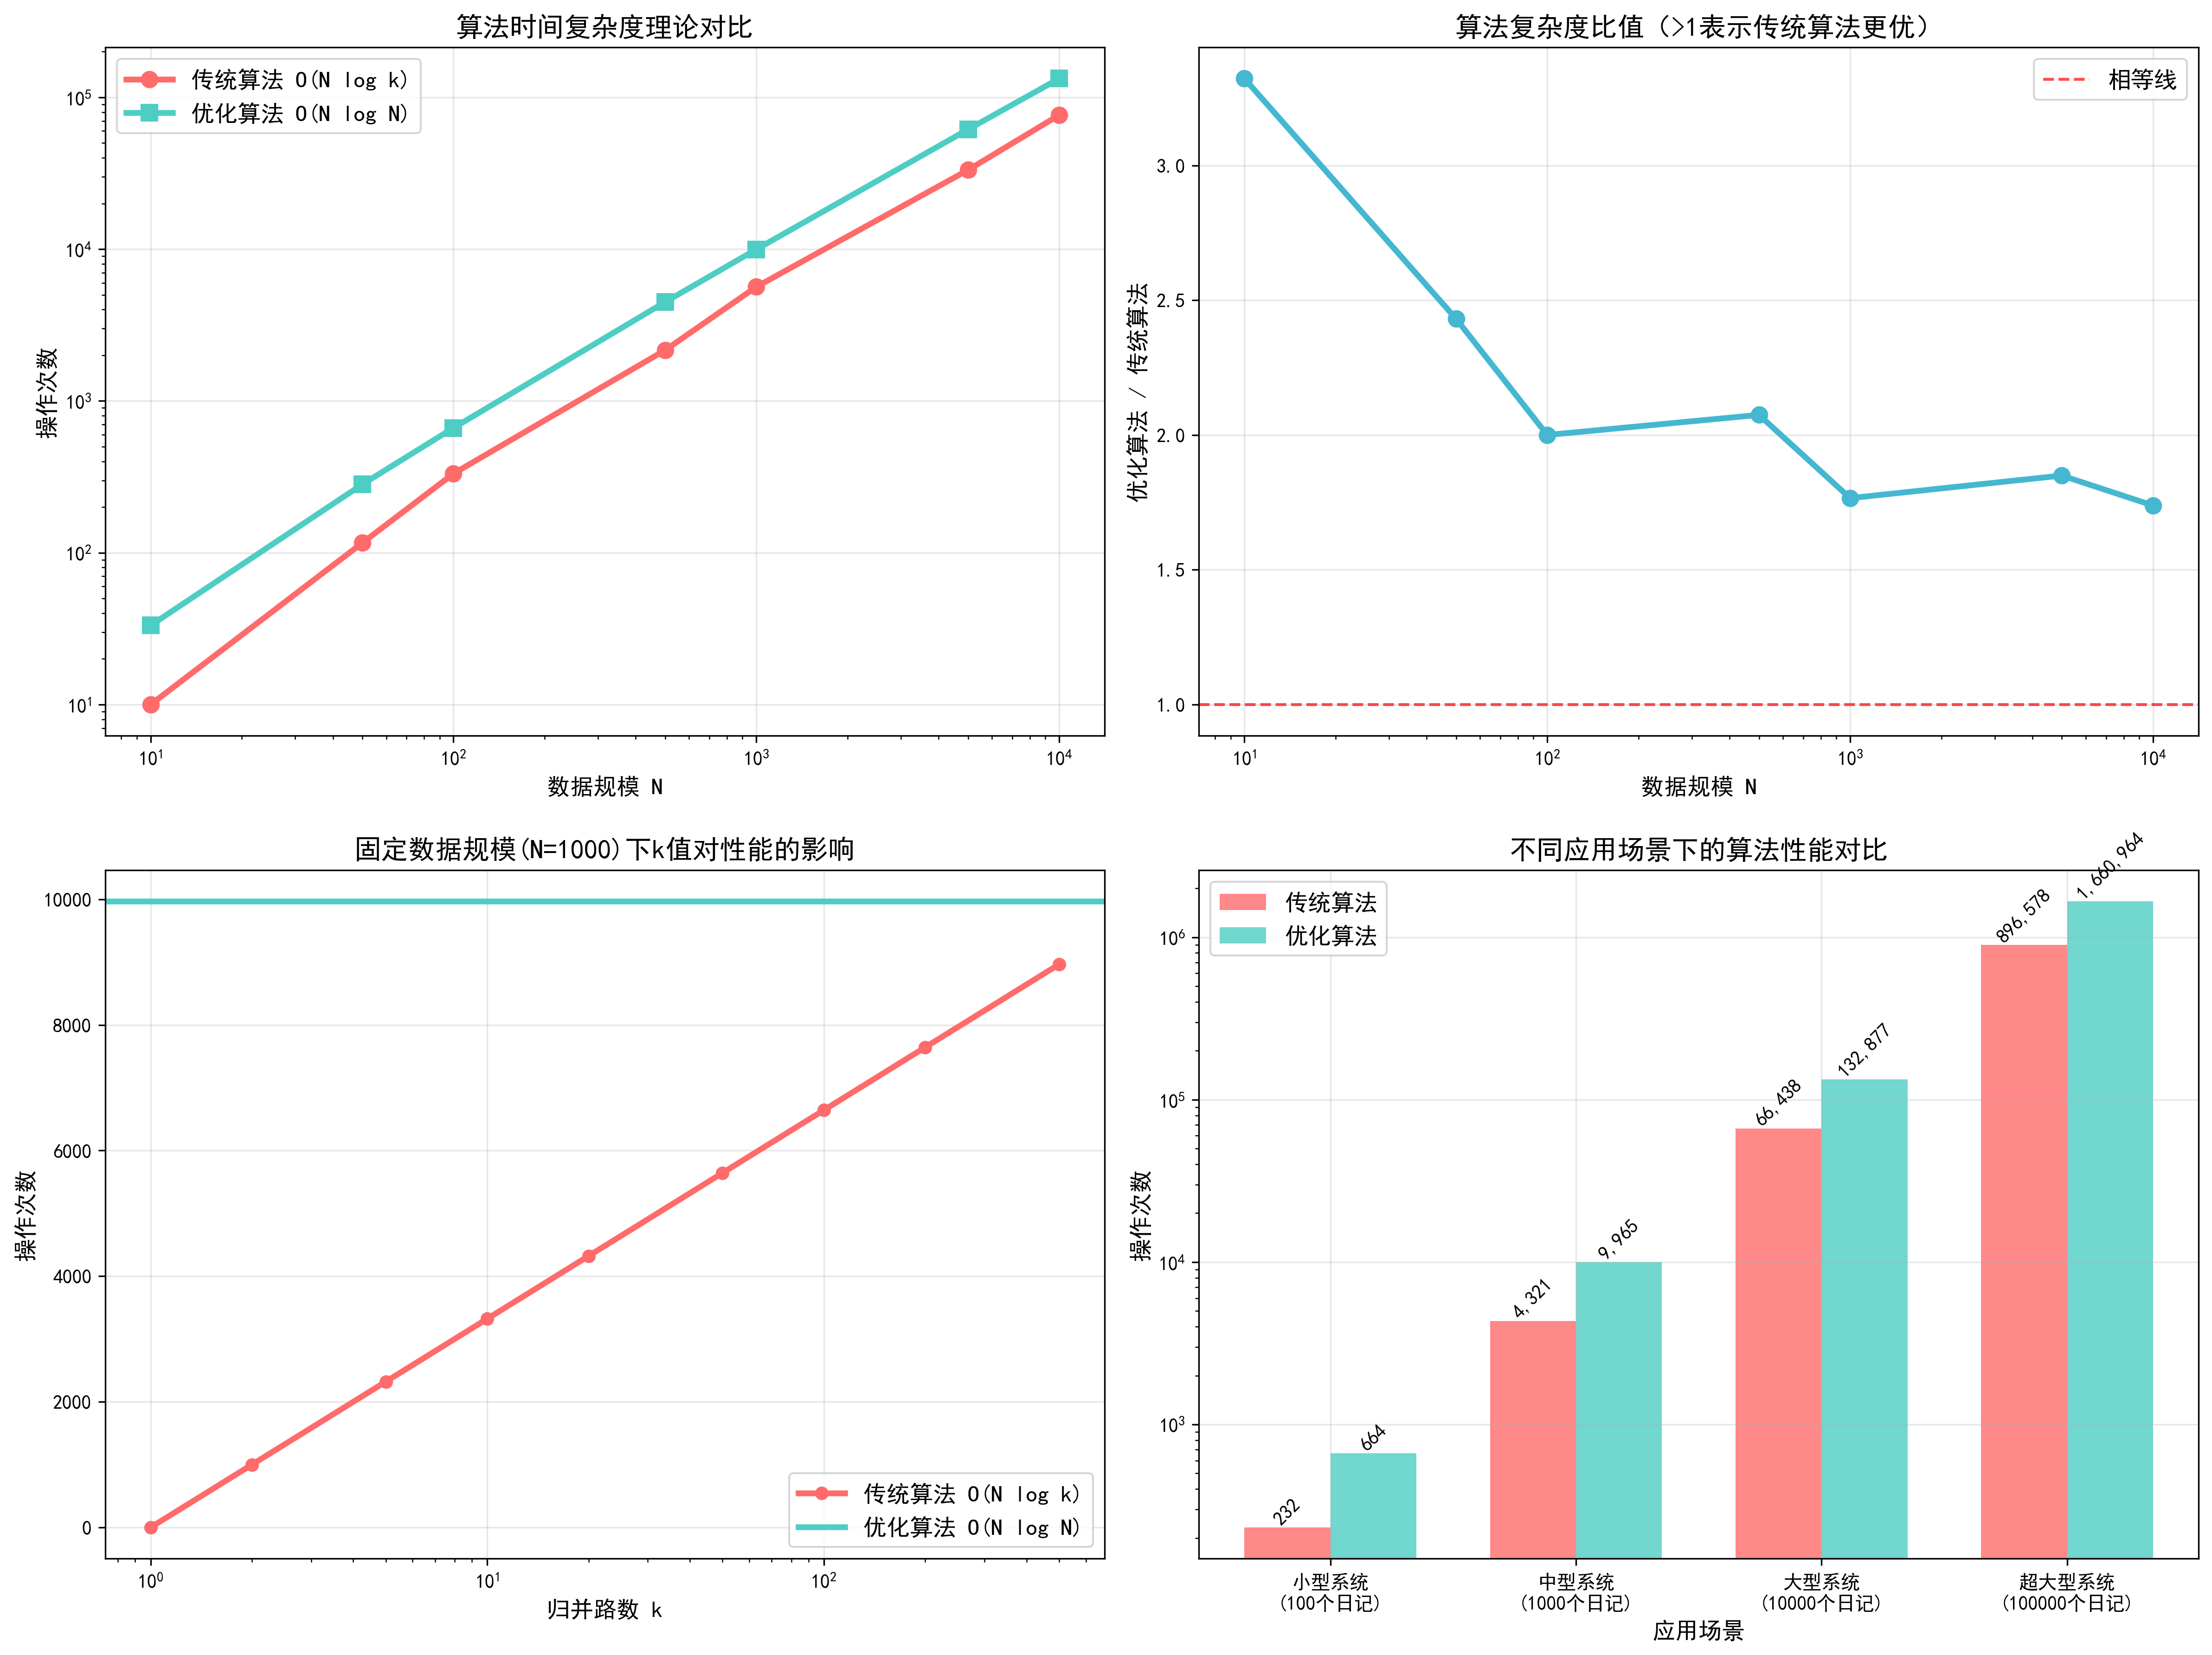 算法时间复杂度理论对比
传统算法 O(N log k)
优化算法 O(N log N)
10⁵
10⁴
10³
10²
10¹
操作次数
10¹ 10² 10³ 10⁴
数据规模 N
算法复杂度比值 (>1表示传统算法更优)
相等线
3.0
2.5
2.0
1.5
1.0
优化算法 / 传统算法
10¹ 10² 10³ 10⁴
数据规模 N
固定数据规模(N=1000)下k值对性能的影响
10000
8000
6000
4000
2000
0
操作次数
传统算法 O(N log k)
优化算法 O(N log N)
10⁰ 10¹ 10²
归并路数 k
不同应用场景下的算法性能对比
传统算法
优化算法
10⁶
10⁵
10⁴
10³
操作次数
232
664
4,321
9,965
66,438
132,877
896,578
1,660,964
小型系统
(100个日记)
中型系统
(1000个日记)
大型系统
(10000个日记)
超大型系统
(100000个日记)
应用场景